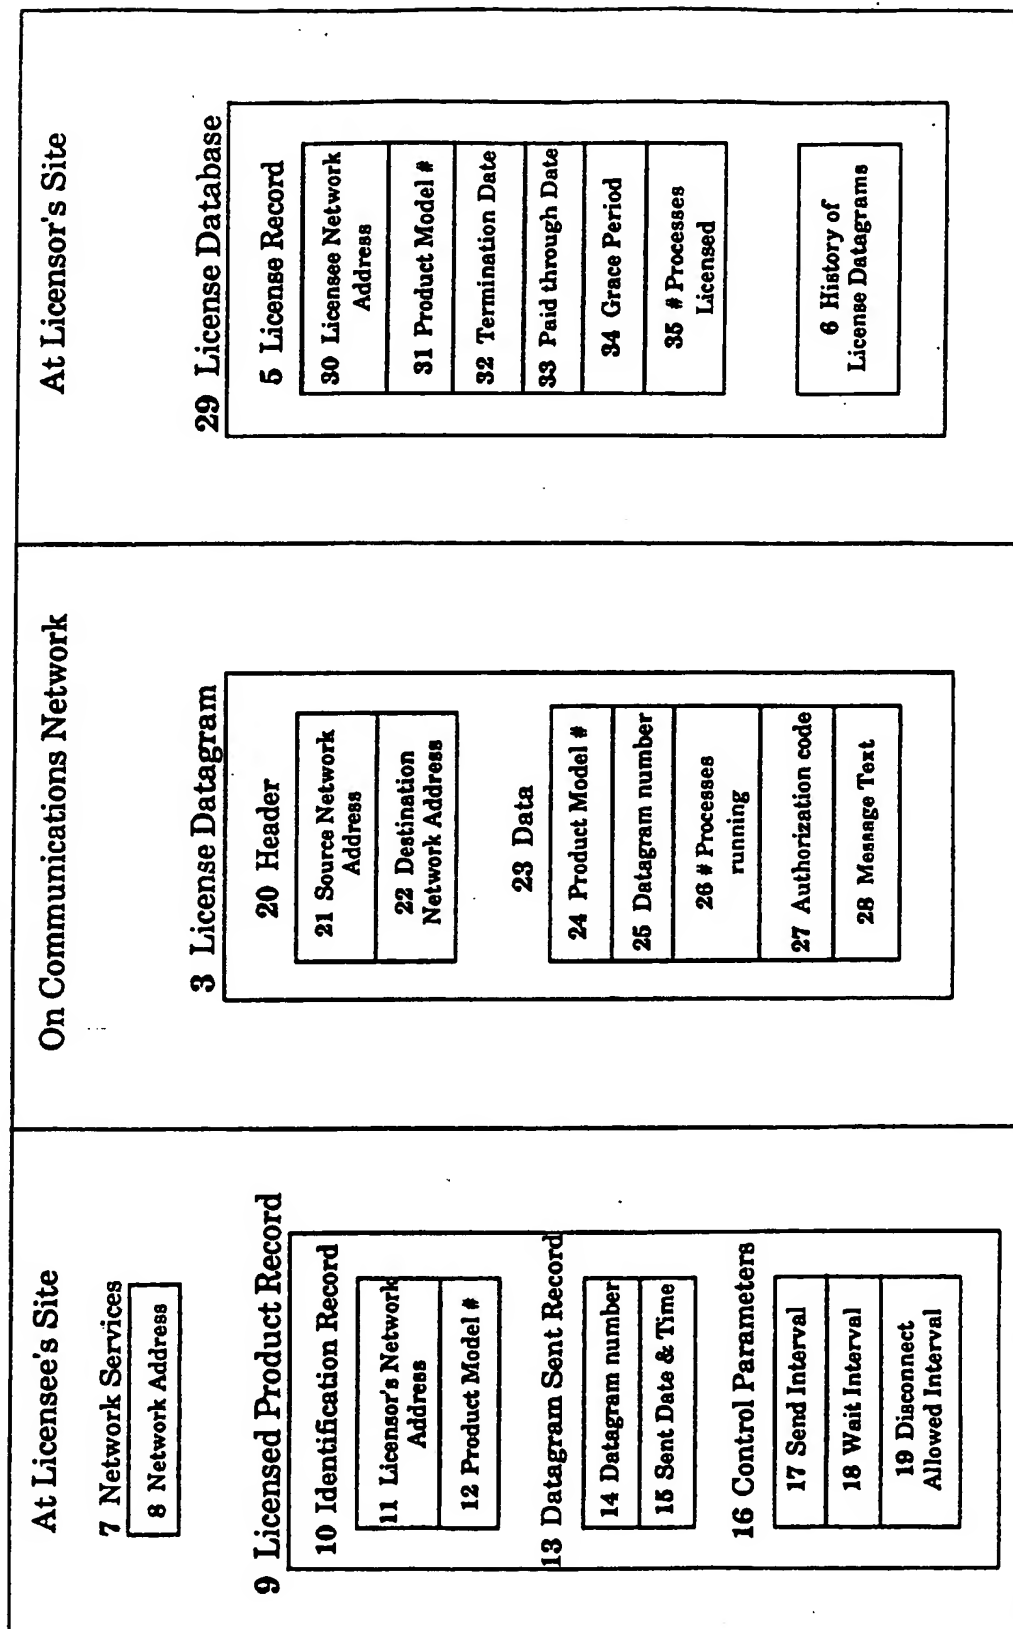 At Licensee's Site
7 Network Services
8 Network Address
9 Licensed Product Record
10 Identification Record
11 Licensor's Network
Address
12 Product Model #
13 Datagram Sent Record
14 Datagram number
15 Sent Date & Time
16 Control Parameters
17 Send Interval
18 Wait Interval
19 Disconnect
Allowed Interval
On Communications Network
3 License Datagram
20 Header
21 Source Network
Address
22 Destination
Network Address
23 Data
24 Product Model #
25 Datagram number
26 # Processes
running
27 Authorization code
28 Message Text
At Licensor's Site
29 License Database
5 License Record
30 Licensee Network
Address
31 Product Model #
32 Termination Date
33 Paid through Date
34 Grace Period
35 # Processes
Licensed
6 History of
License Datagrams